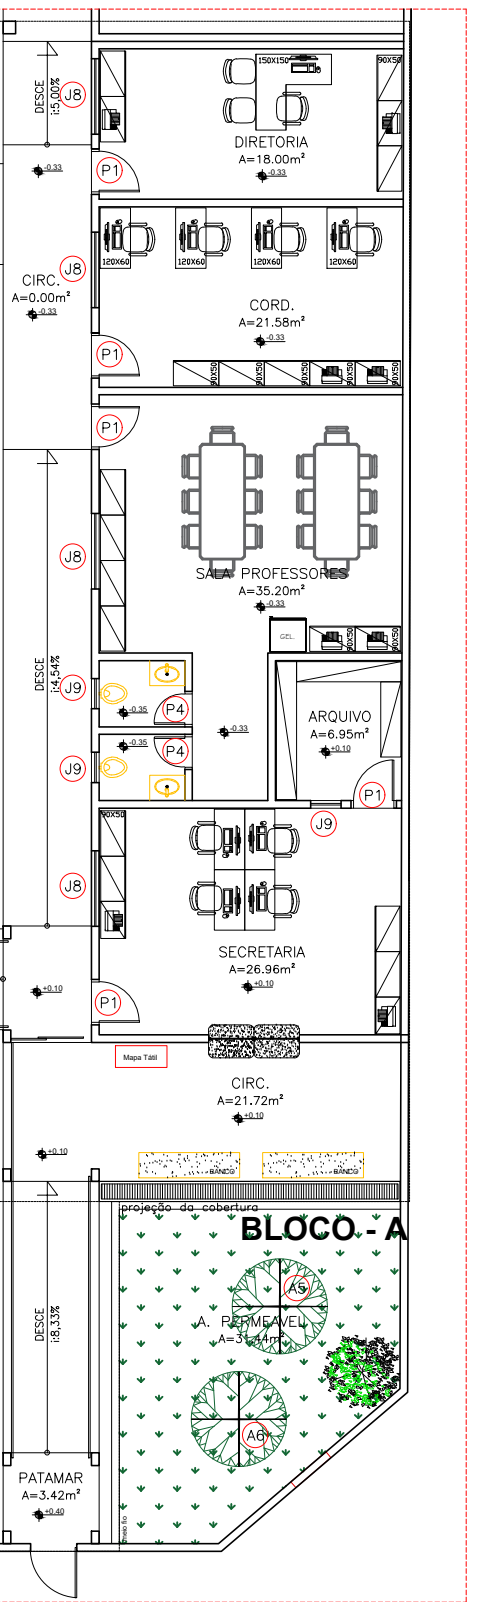 150X150
90X50
DESCE
i:5,00%
J8
DIRETORIA
A=18.00m²
-0.33
-0.33
P1
120X60
120X60
120X60
120X60
J8
CIRC.
A=0.00m²
-0.33
CORD.
A=21.58m²
-0.33
P1
90X50
90X50
90X50
90X50
90X50
P1
J8
SALA PROFESSORES
A=35.20m²
-0.33
GEL.
90X50
90X50
DESCE
i:4,54%
J9
-0.35
P4
ARQUIVO
A=6.95m²
+0.10
-0.33
-0.35
P4
J9
P1
90X50
J9
J8
SECRETARIA
A=26.96m²
+0.10
+0.10
P1
Mapa Tátil
CIRC.
A=21.72m²
+0.10
+0.10
BANCO
BANCO
projeção da cobertura
BLOCO - A
A5
DESCE
i:8,33%
A. PERMEAVEL
A=31.44m²
A6
PATAMAR
A=3.42m²
+0.40
meio fio